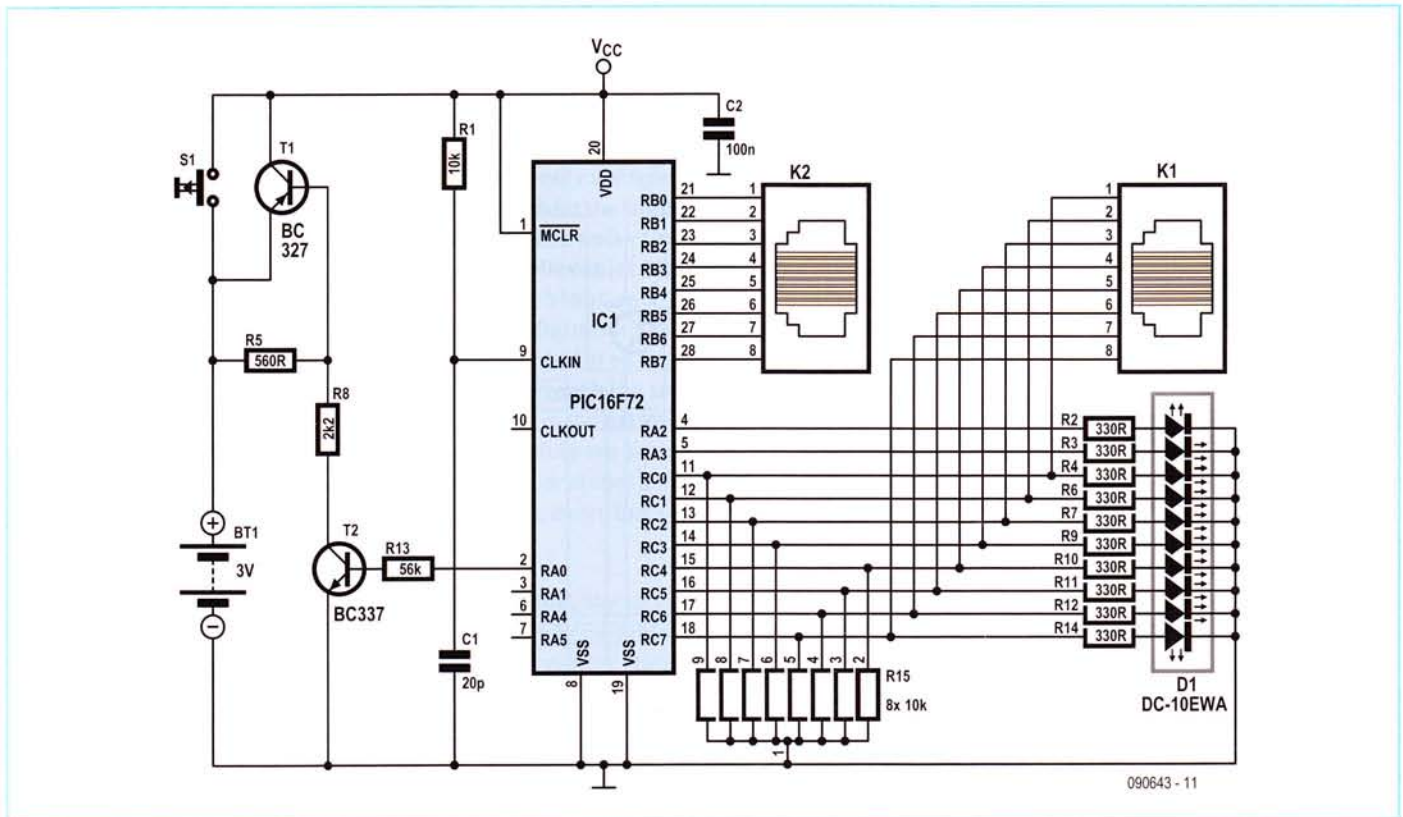 VCC
C2
100n
R1
10k
S1
T1
BC
327
20
VDD
1
MCLR
IC1
PIC16F72
9
CLKIN
10
CLKOUT
R5
560R
R8
2k2
BT1
3V
T2
BC337
R13
56k
2
RA0
3
RA1
6
RA4
7
RA5
C1
20p
VSS
8
VSS
19
RB0 21 1
RB1 22 2
RB2 23 3
RB3 24 4
RB4 25 5
RB5 26 6
RB6 27 7
RB7 28 8
K2
K1
1
2
3
4
5
6
7
8
RA2 4 R2 330R
RA3 5 R3 330R
RC0 11 R4 330R
RC1 12 R6 330R
RC2 13 R7 330R
RC3 14 R9 330R
RC4 15 R10 330R
RC5 16 R11 330R
RC6 17 R12 330R
RC7 18 R14 330R
9 8 7 6 5 4 3 2
R15
8x 10k
1
D1
DC-10EWA
090643 - 11